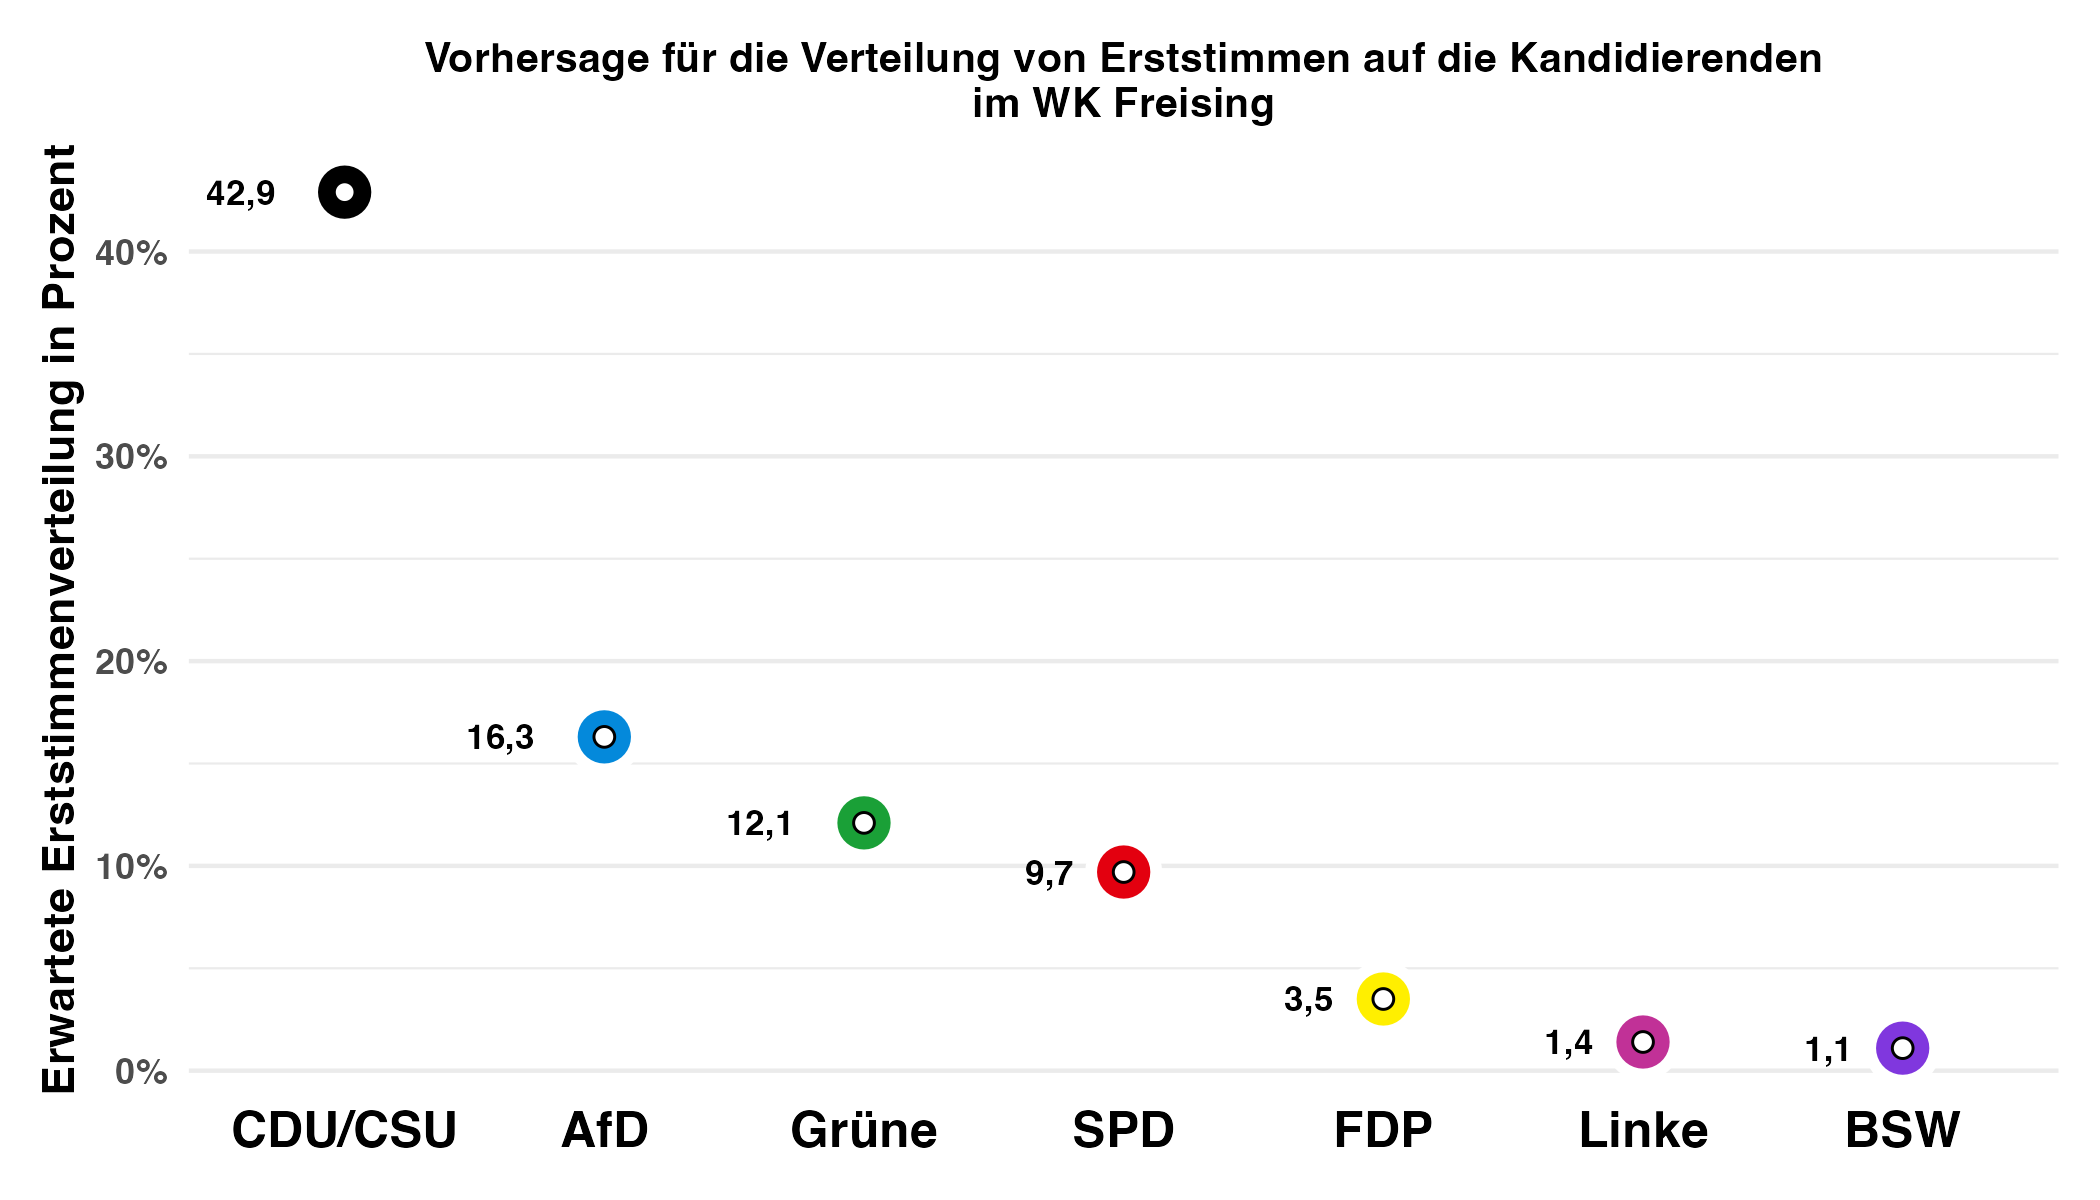 Vorhersage für die Verteilung von Erststimmen auf die Kandidierenden
im WK Freising
Erwartete Erststimmenverteilung in Prozent
40%
30%
20%
10%
0%
42,9
16,3
12,1
9,7
3,5
1,4
1,1
CDU/CSU
AfD
Grüne
SPD
FDP
Linke
BSW